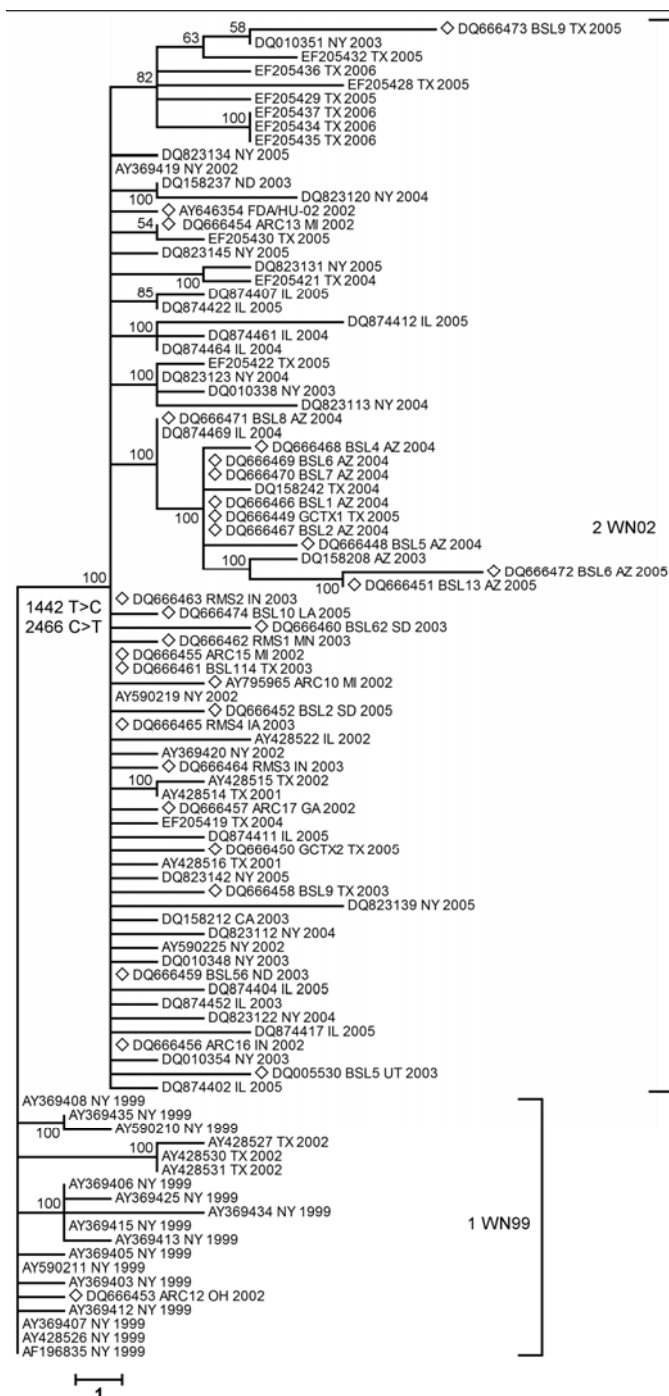 58
◇ DQ666473 BSL9 TX 2005
63
DQ010351 NY 2003
EF205432 TX 2005
82
EF205436 TX 2006
EF205428 TX 2005
EF205429 TX 2005
EF205437 TX 2006
100
EF205434 TX 2006
EF205435 TX 2006
DQ823134 NY 2005
AY369419 NY 2002
DQ158237 ND 2003
100
DQ823120 NY 2004
◇ AY646354 FDA/HU-02 2002
54
◇ DQ666454 ARC13 MI 2002
EF205430 TX 2005
DQ823145 NY 2005
DQ823131 NY 2005
100
EF205421 TX 2004
85
DQ874407 IL 2005
DQ874422 IL 2005
DQ874412 IL 2005
100
DQ874461 IL 2004
DQ874464 IL 2004
EF205422 TX 2005
100
DQ823123 NY 2004
DQ010338 NY 2003
DQ823113 NY 2004
◇ DQ666471 BSL8 AZ 2004
DQ874469 IL 2004
◇ DQ666468 BSL4 AZ 2004
100
◇ DQ666469 BSL6 AZ 2004
◇ DQ666470 BSL7 AZ 2004
DQ158242 TX 2004
◇ DQ666466 BSL1 AZ 2004
100
◇ DQ666449 GCTX1 TX 2005
◇ DQ666467 BSL2 AZ 2004
2 WN02
◇ DQ666448 BSL5 AZ 2004
100
DQ158208 AZ 2003
◇ DQ666472 BSL6 AZ 2005
100
◇ DQ666451 BSL13 AZ 2005
100
◇ DQ666463 RMS2 IN 2003
1442 T>C
◇ DQ666474 BSL10 LA 2005
2466 C>T
◇ DQ666460 BSL62 SD 2003
◇ DQ666462 RMS1 MN 2003
◇ DQ666455 ARC15 MI 2002
◇ DQ666461 BSL114 TX 2003
◇ AY795965 ARC10 MI 2002
AY590219 NY 2002
◇ DQ666452 BSL2 SD 2005
◇ DQ666465 RMS4 IA 2003
AY428522 IL 2002
AY369420 NY 2002
◇ DQ666464 RMS3 IN 2003
100
AY428515 TX 2002
AY428514 TX 2001
◇ DQ666457 ARC17 GA 2002
EF205419 TX 2004
DQ874411 IL 2005
◇ DQ666450 GCTX2 TX 2005
AY428516 TX 2001
DQ823142 NY 2005
◇ DQ666458 BSL9 TX 2003
DQ823139 NY 2005
DQ158212 CA 2003
DQ823112 NY 2004
AY590225 NY 2002
DQ010348 NY 2003
◇ DQ666459 BSL56 ND 2003
DQ874404 IL 2005
DQ874452 IL 2003
DQ823122 NY 2004
DQ874417 IL 2005
◇ DQ666456 ARC16 IN 2002
DQ010354 NY 2003
◇ DQ005530 BSL5 UT 2003
DQ874402 IL 2005
AY369408 NY 1999
AY369435 NY 1999
100
AY590210 NY 1999
AY428527 TX 2002
100
AY428530 TX 2002
AY428531 TX 2002
AY369406 NY 1999
100
AY369425 NY 1999
AY369434 NY 1999
AY369415 NY 1999
1 WN99
AY369413 NY 1999
AY369405 NY 1999
AY590211 NY 1999
AY369403 NY 1999
◇ DQ666453 ARC12 OH 2002
AY369412 NY 1999
AY369407 NY 1999
AY428526 NY 1999
AF196835 NY 1999
1